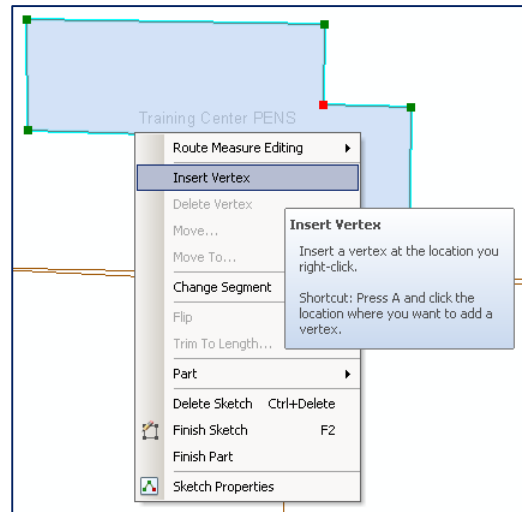 Training Center PENS
Route Measure Editing
Insert Vertex
Delete Vertex
Move...
Move To...
Change Segment
Flip
Trim To Length...
Part
Delete Sketch Ctrl+Delete
Finish Sketch F2
Finish Part
Sketch Properties
Insert Vertex
Insert a vertex at the location you
right-click.
Shortcut: Press A and click the
location where you want to add a
vertex.